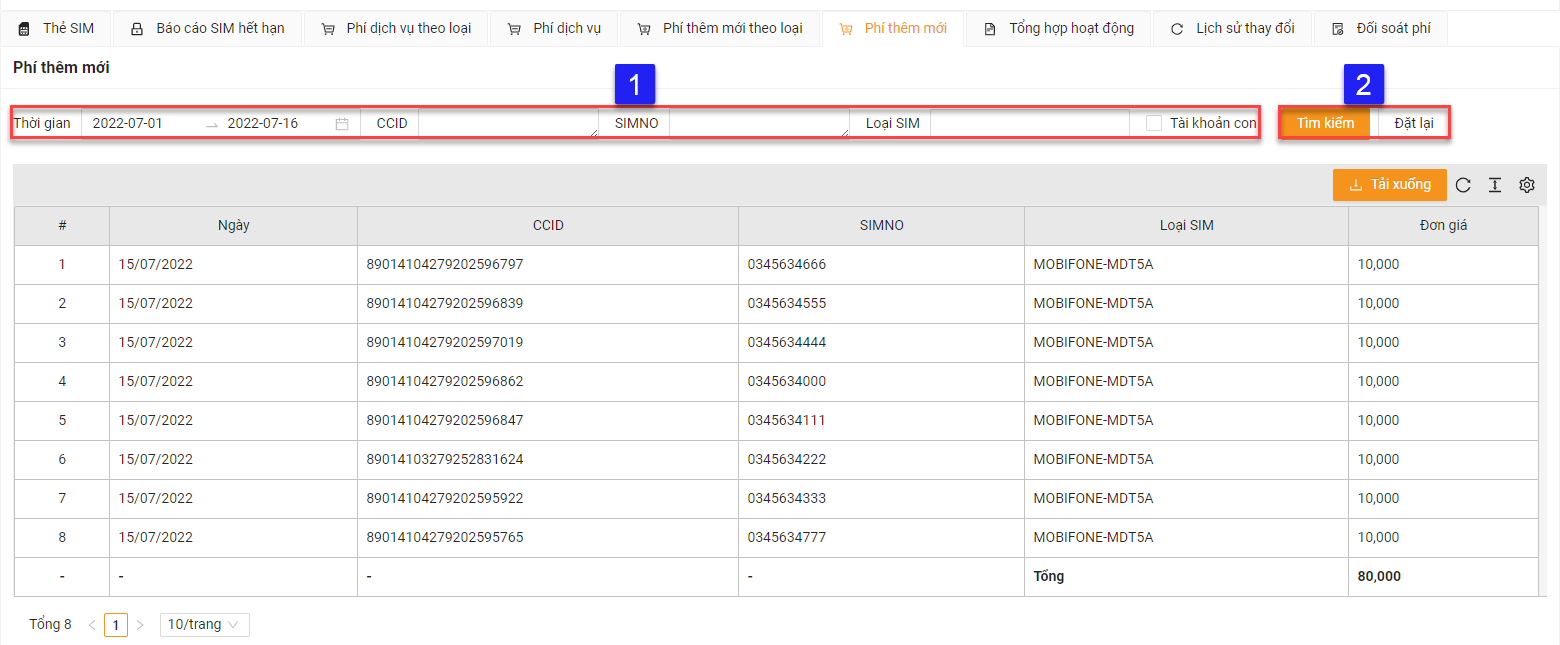 Thẻ SIM Báo cáo SIM hết hạn Phí dịch vụ theo loại Phí dịch vụ Phí thêm mới theo loại Phí thêm mới Tổng hợp hoạt động Lịch sử thay đổi Đối soát phí
Phí thêm mới
1 2
Thời gian 2022-07-01 → 2022-07-16 CCID SIMNO Loại SIM Tài khoản con Tìm kiếm Đặt lại
Tải xuống
# Ngày CCID SIMNO Loại SIM Đơn giá
1 15/07/2022 89014104279202596797 0345634666 MOBIFONE-MDT5A 10,000
2 15/07/2022 89014104279202596839 0345634555 MOBIFONE-MDT5A 10,000
3 15/07/2022 89014104279202597019 0345634444 MOBIFONE-MDT5A 10,000
4 15/07/2022 89014104279202596862 0345634000 MOBIFONE-MDT5A 10,000
5 15/07/2022 89014104279202596847 0345634111 MOBIFONE-MDT5A 10,000
6 15/07/2022 89014103279252831624 0345634222 MOBIFONE-MDT5A 10,000
7 15/07/2022 89014104279202595922 0345634333 MOBIFONE-MDT5A 10,000
8 15/07/2022 89014104279202595765 0345634777 MOBIFONE-MDT5A 10,000
- - - - Tổng 80,000
Tổng 8 < 1 > 10/trang